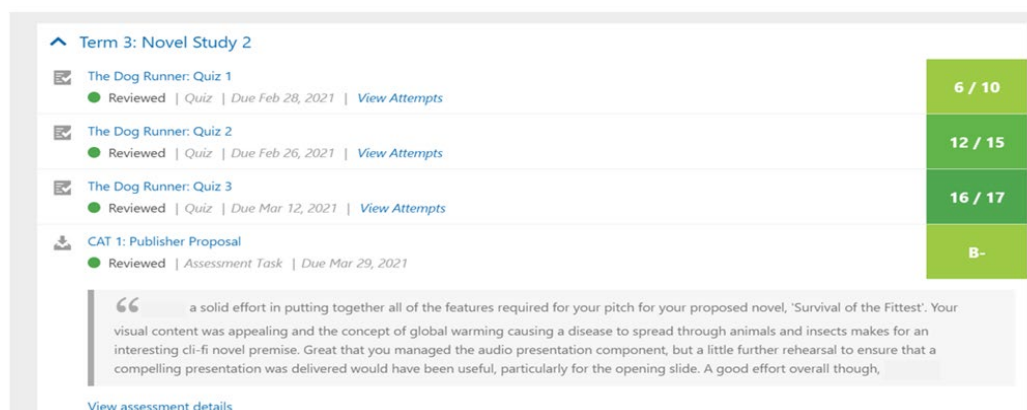 Term 3: Novel Study 2
The Dog Runner: Quiz 1
Reviewed | Quiz | Due Feb 28, 2021 | View Attempts
6 / 10
The Dog Runner: Quiz 2
Reviewed | Quiz | Due Feb 26, 2021 | View Attempts
12 / 15
The Dog Runner: Quiz 3
Reviewed | Quiz | Due Mar 12, 2021 | View Attempts
16 / 17
CAT 1: Publisher Proposal
Reviewed | Assessment Task | Due Mar 29, 2021
B-
“ a solid effort in putting together all of the features required for your pitch for your proposed novel, 'Survival of the Fittest'. Your
visual content was appealing and the concept of global warming causing a disease to spread through animals and insects makes for an
interesting cli-fi novel premise. Great that you managed the audio presentation component, but a little further rehearsal to ensure that a
compelling presentation was delivered would have been useful, particularly for the opening slide. A good effort overall though,
View assessment details